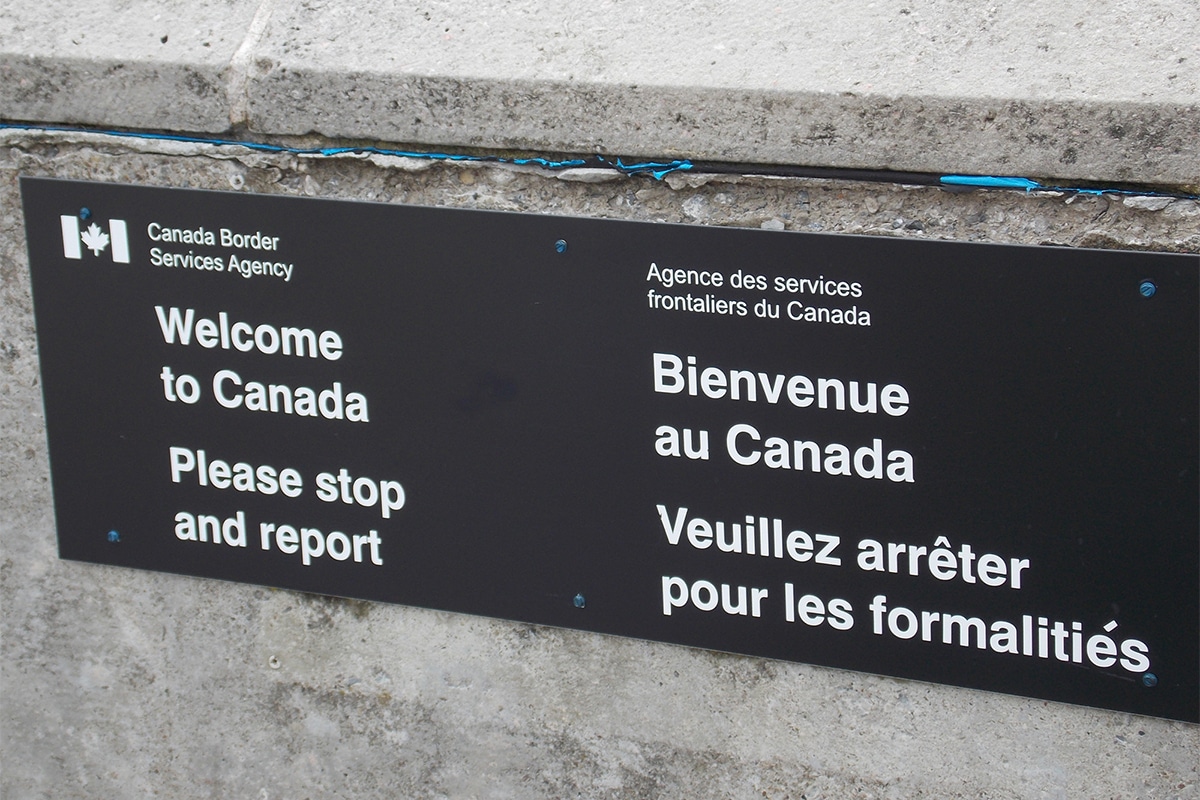 Canada Border
Services Agency
Welcome
to Canada
Please stop
and report
Agence des services
frontaliers du Canada
Bienvenue
au Canada
Veuillez arrêter
pour les formalitiés